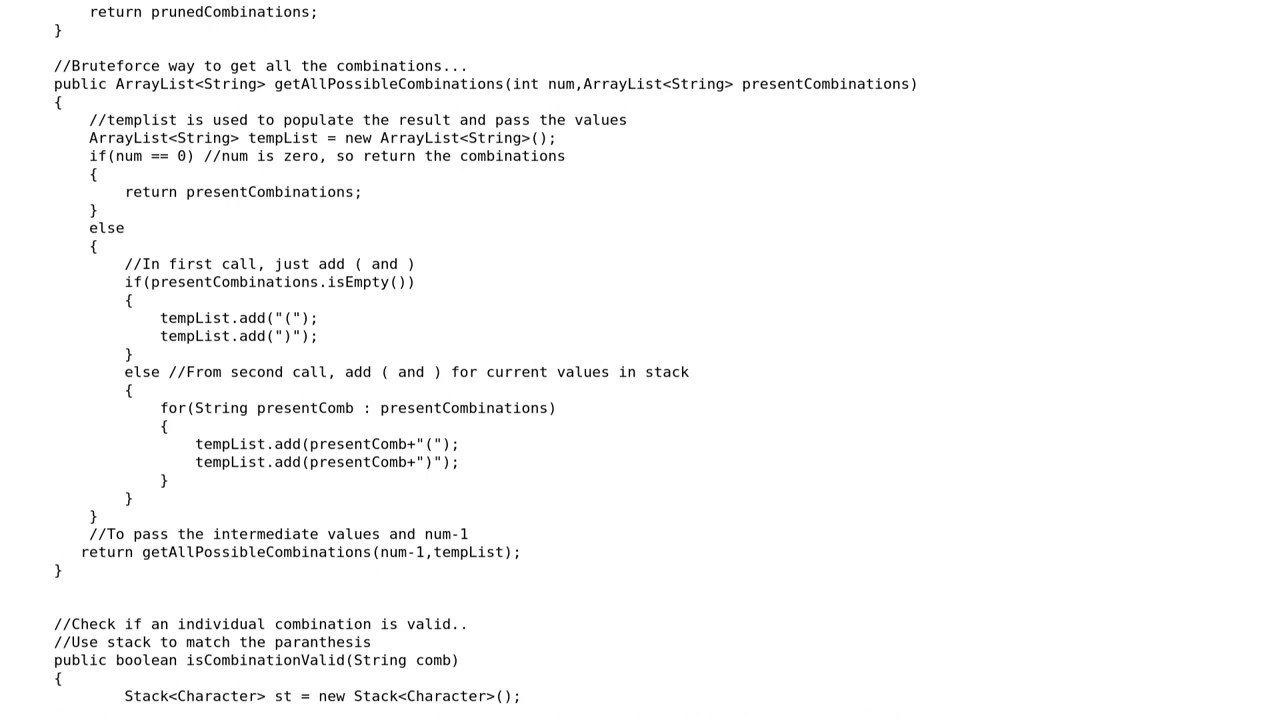 return prunedCombinations;
    }

    //Bruteforce way to get all the combinations...
    public ArrayList<String> getAllPossibleCombinations(int num,ArrayList<String> presentCombinations)
    {
        //templist is used to populate the result and pass the values
        ArrayList<String> tempList = new ArrayList<String>();
        if(num == 0) //num is zero, so return the combinations
        {
            return presentCombinations;
        }
        else
        {
            //In first call, just add ( and )
            if(presentCombinations.isEmpty())
            {
                tempList.add("(");
                tempList.add(")");
            }
            else //From second call, add ( and ) for current values in stack
            {
                for(String presentComb : presentCombinations)
                {
                    tempList.add(presentComb+"(");
                    tempList.add(presentComb+")");
                }
            }
        }
        //To pass the intermediate values and num-1
       return getAllPossibleCombinations(num-1,tempList);
    }


    //Check if an individual combination is valid..
    //Use stack to match the paranthesis
    public boolean isCombinationValid(String comb)
    {
            Stack<Character> st = new Stack<Character>();